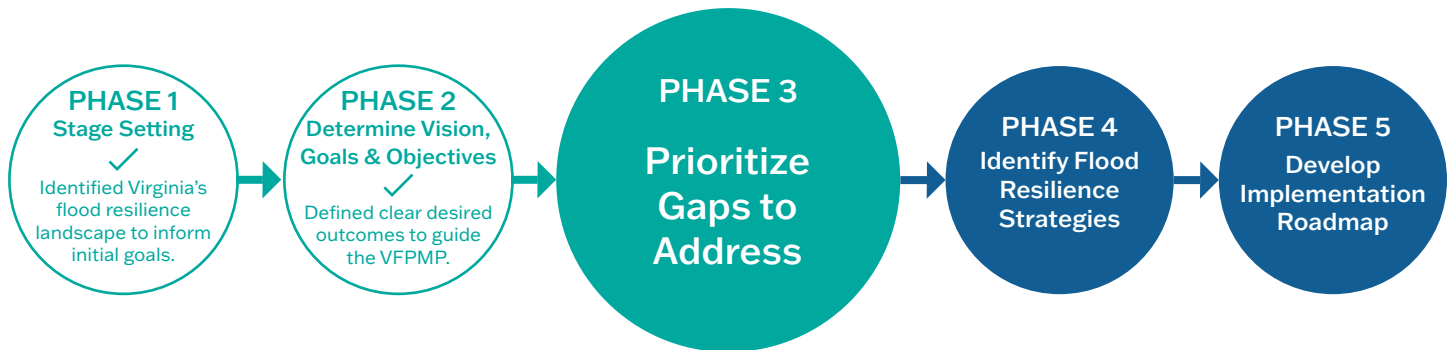 PHASE 1
Stage Setting
Identified Virginia's
flood resilience
landscape to inform
initial goals.
PHASE 2
Determine Vision,
Goals & Objectives
Defined clear desired
outcomes to guide
the VFPMP.
PHASE 3
Prioritize
Gaps to
Address
PHASE 4
Identify Flood
Resilience
Strategies
PHASE 5
Develop
Implementation
Roadmap